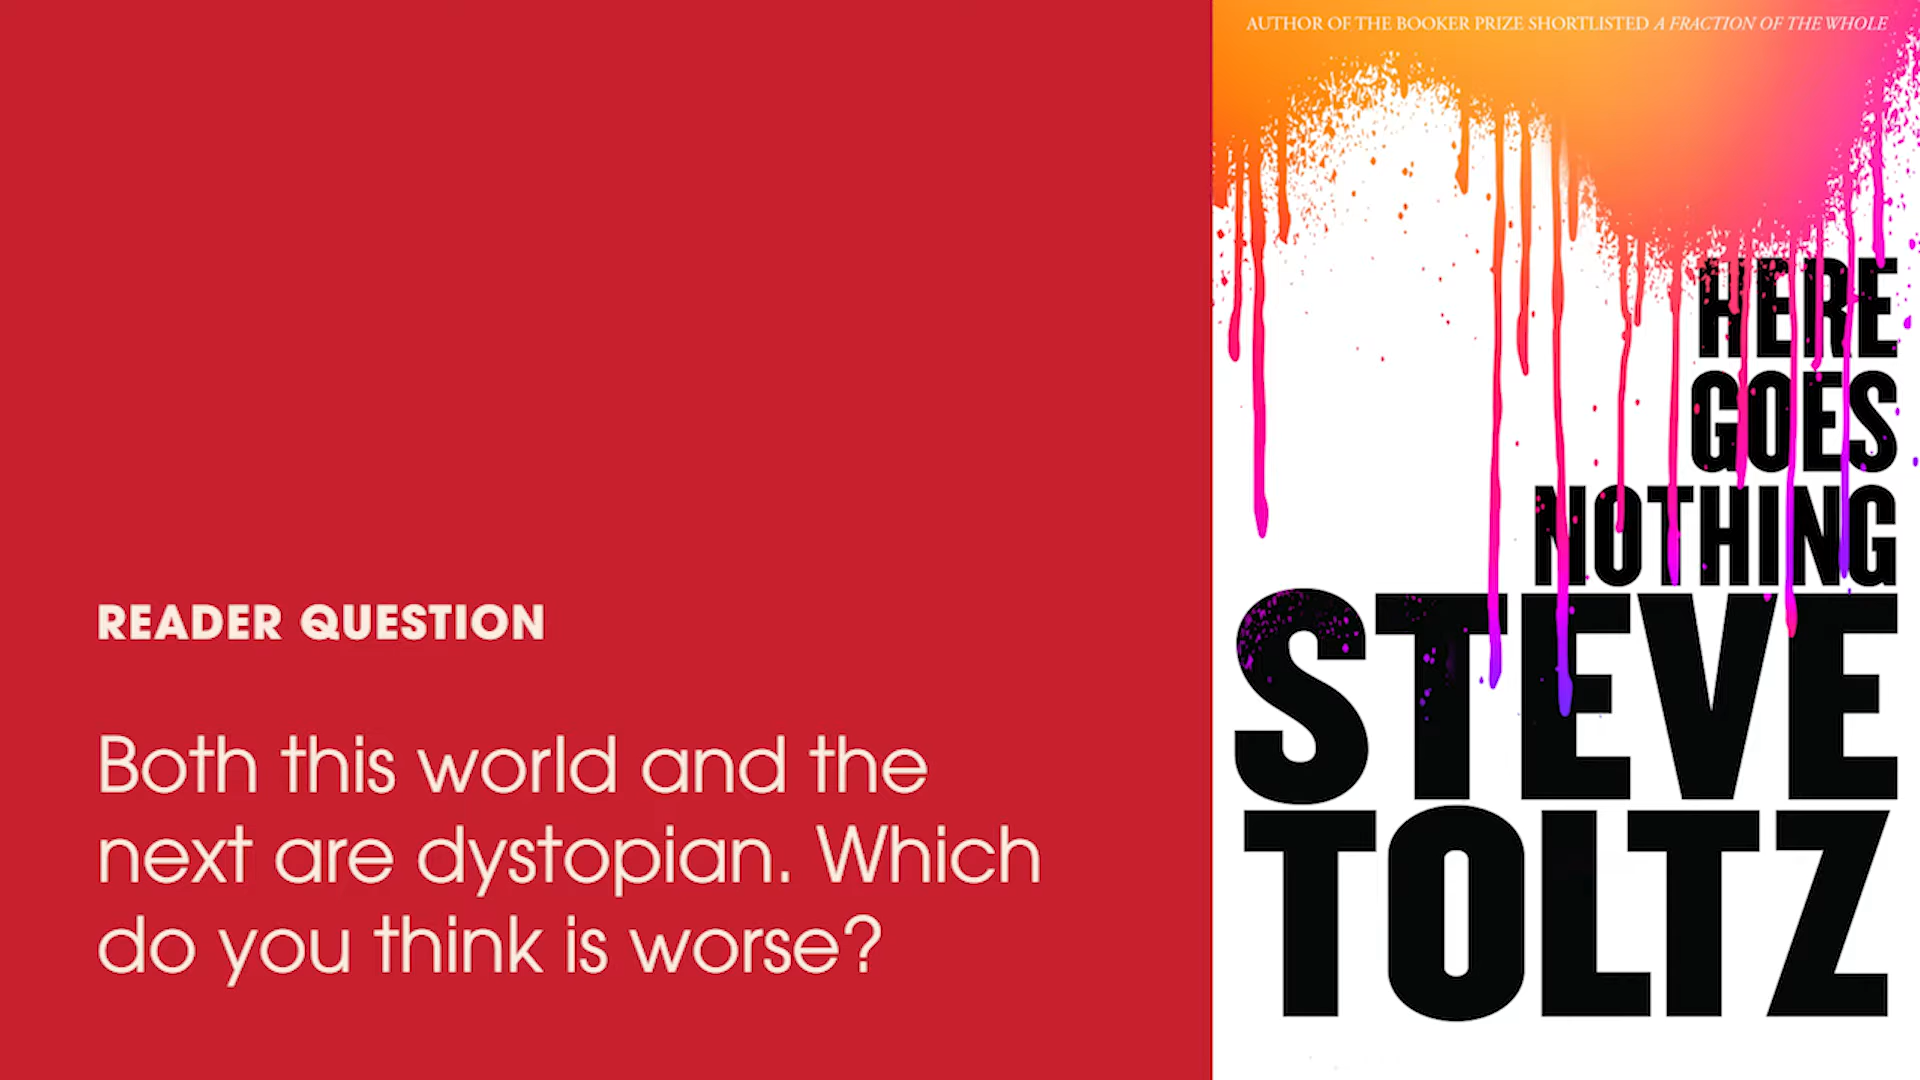 READER QUESTION
Both this world and the
next are dystopian. Which
do you think is worse?
AUTHOR OF THE BOOKER PRIZE SHORTLISTED A FRACTION OF THE WHOLE
HERE
GOES
NOTHING
STEVE
TOLTZ